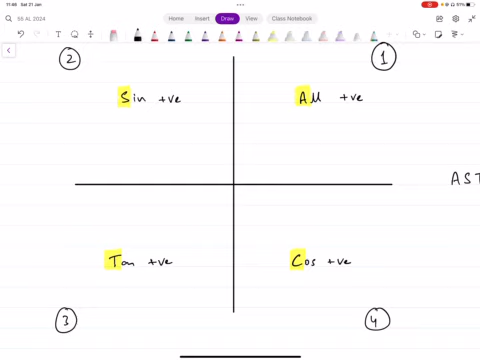 11:46 Sat 21 Jan
57%
S6 AL 2024
Home Insert Draw View Class Notebook
2 1
Sin +ve All +ve
AST
Tan +ve Cos +ve
3 4